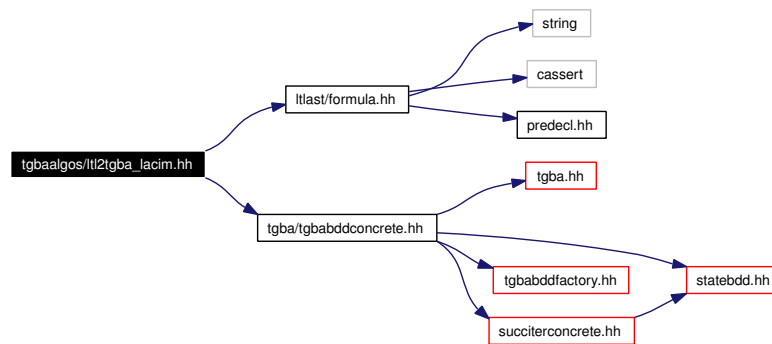 string
cassert
ltlast/formula.hh
predecl.hh
tgbaalgos/ltl2tgba_lacim.hh
tgba.hh
tgba/tgbabddconcrete.hh
tgbabddfactory.hh
statebdd.hh
succiterconcrete.hh